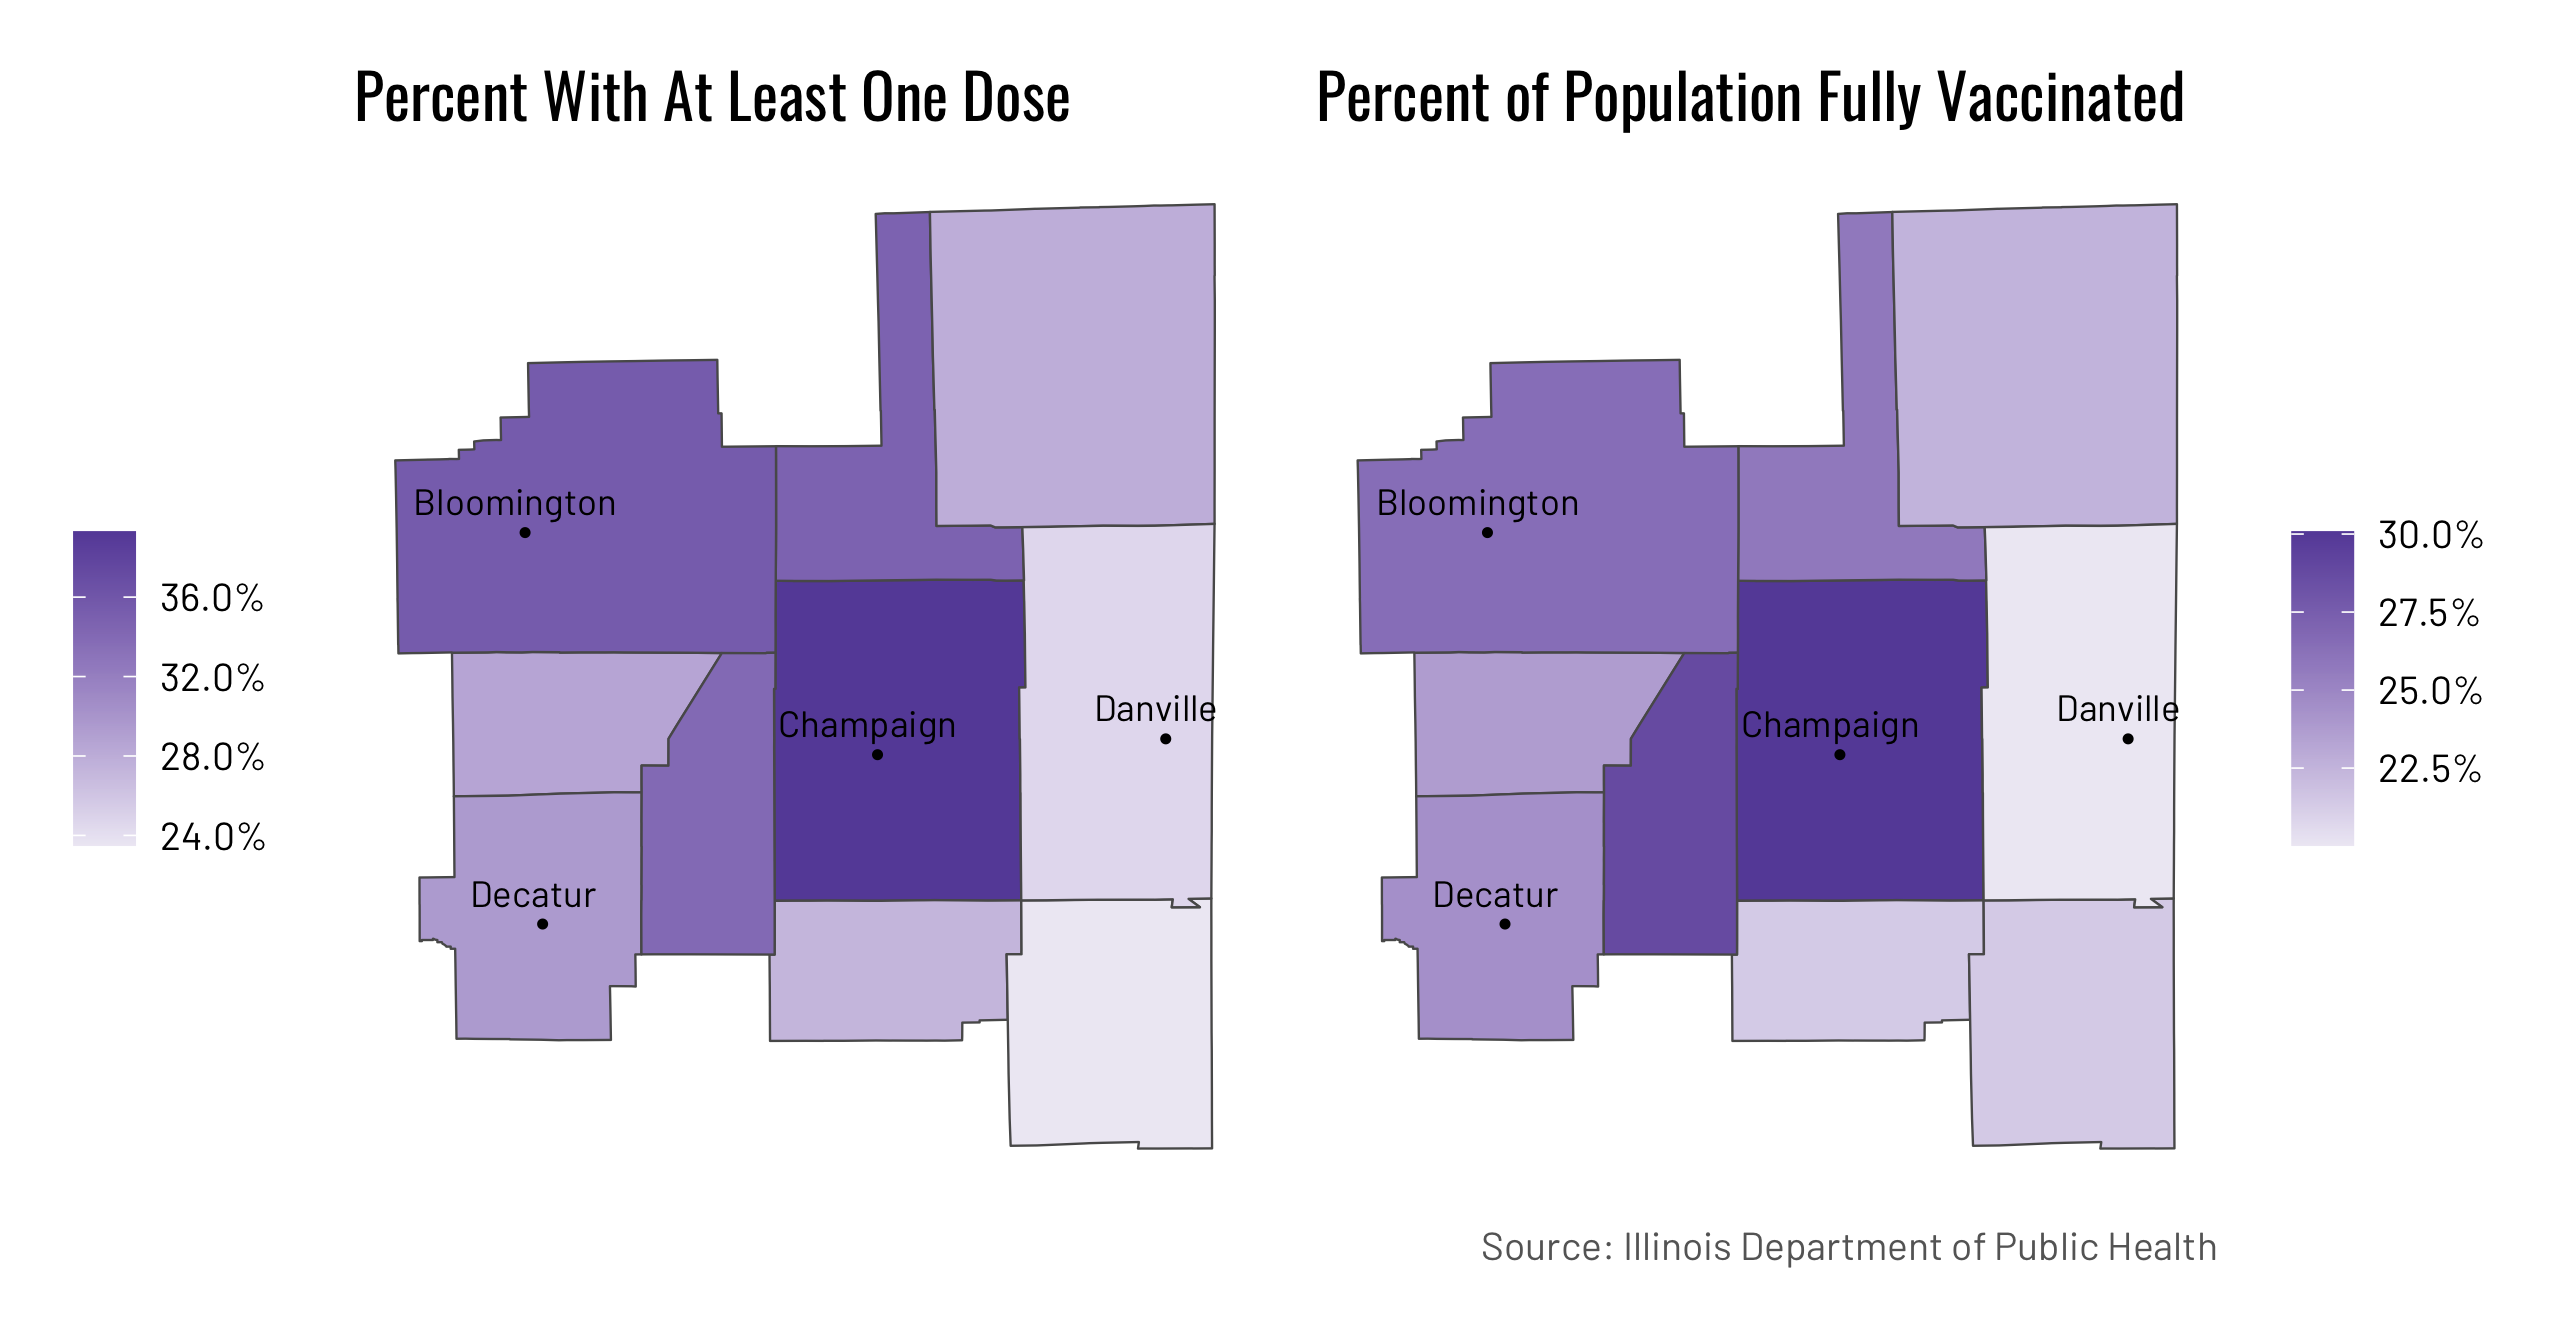 Percent With At Least One Dose
Percent of Population Fully Vaccinated
36.0%
32.0%
28.0%
24.0%
Bloomington
Champaign
Danville
Decatur
Bloomington
Champaign
Danville
Decatur
30.0%
27.5%
25.0%
22.5%
Source: Illinois Department of Public Health